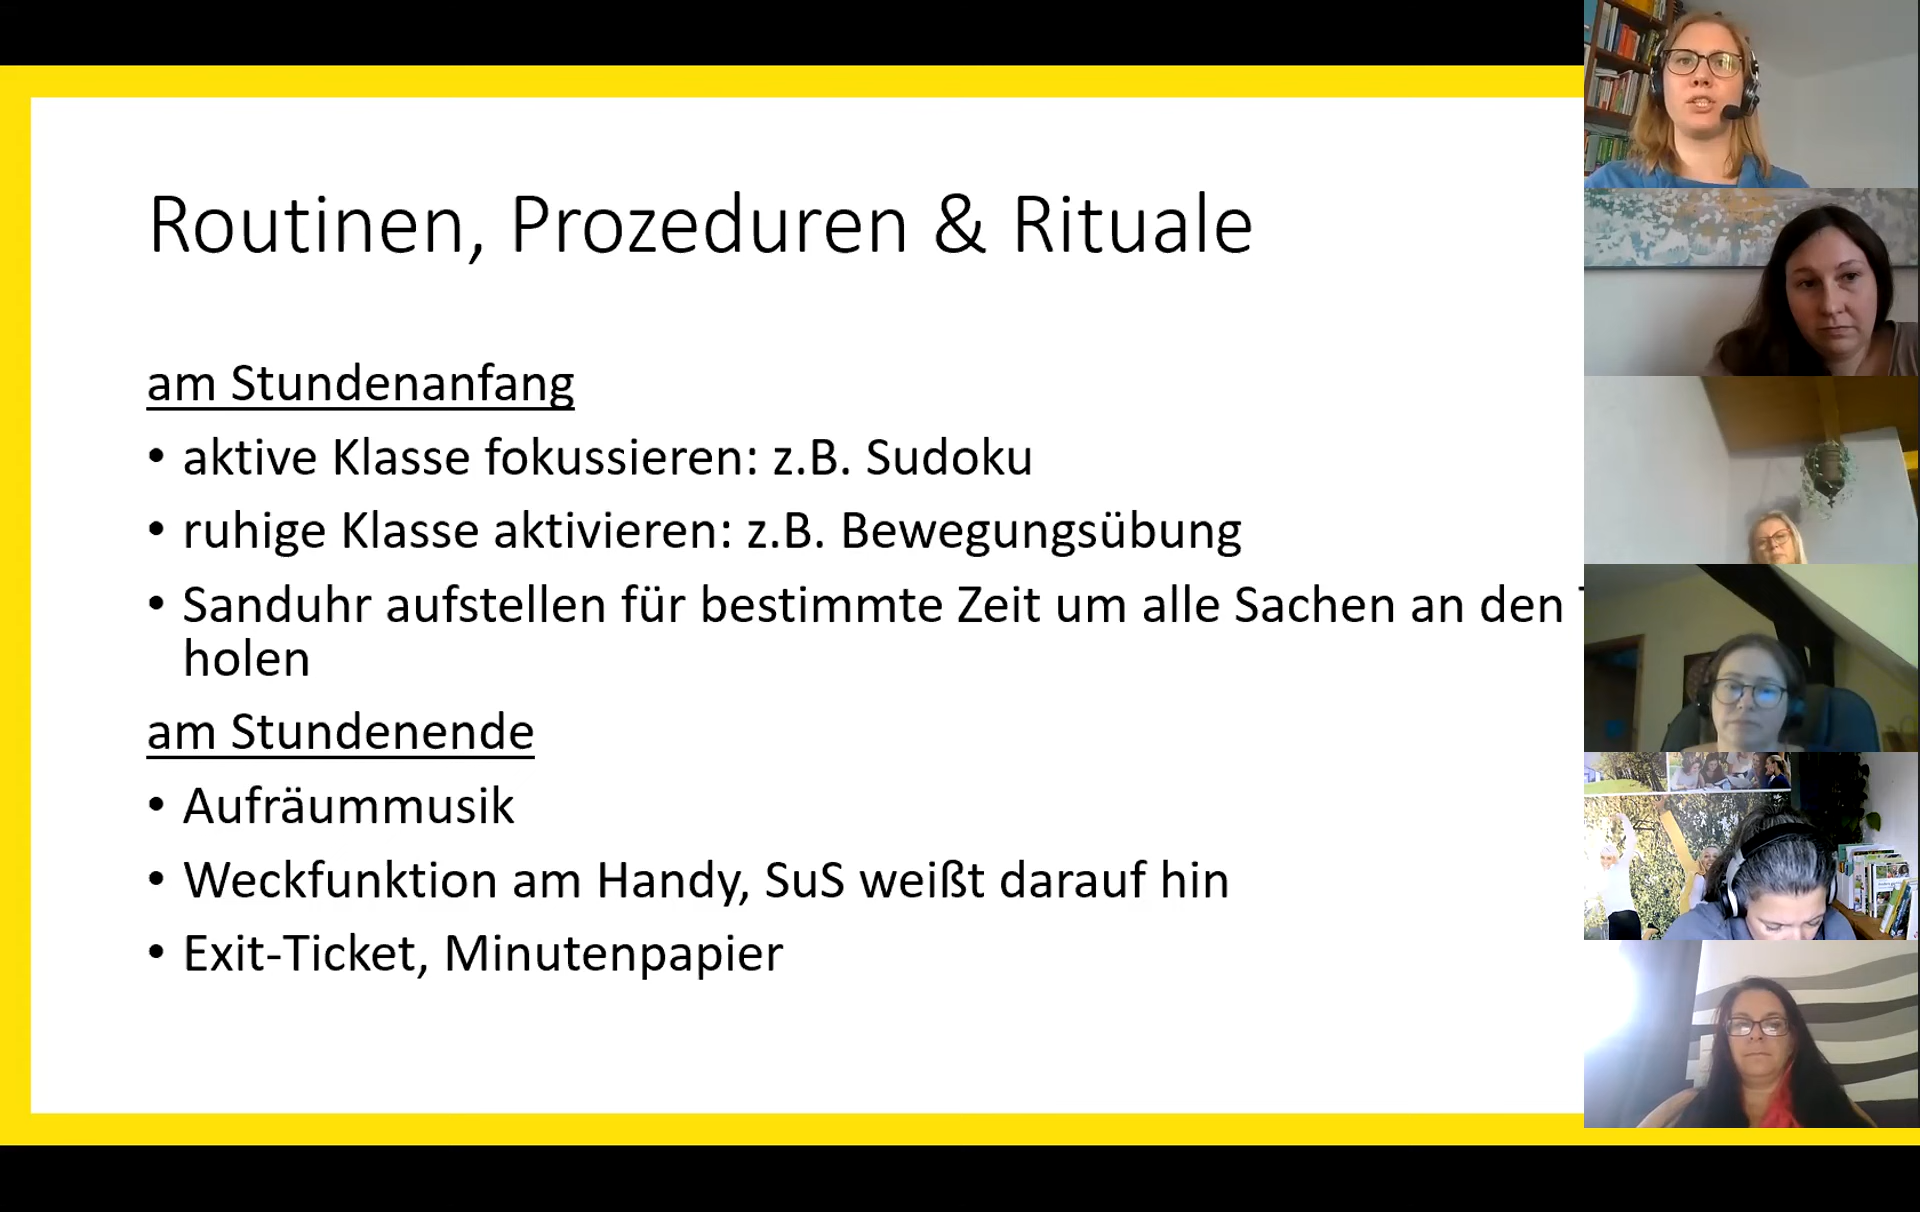 Routinen, Prozeduren & Rituale
am Stundenanfang
• aktive Klasse fokussieren: z.B. Sudoku
• ruhige Klasse aktivieren: z.B. Bewegungsübung
• Sanduhr aufstellen für bestimmte Zeit um alle Sachen an den
holen
am Stundenende
• Aufräummusik
• Weckfunktion am Handy, SuS weißt darauf hin
• Exit-Ticket, Minutenpapier